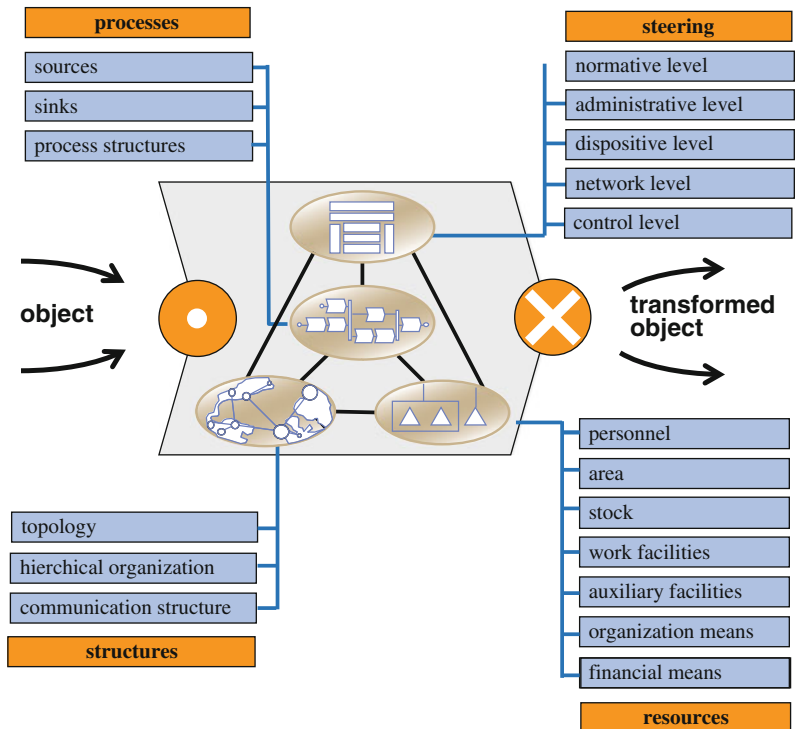 processes
sources
sinks
process structures
steering
normative level
administrative level
dispositive level
network level
control level
object
transformed
object
topology
hierchical organization
communication structure
structures
personnel
area
stock
work facilities
auxiliary facilities
organization means
financial means
resources